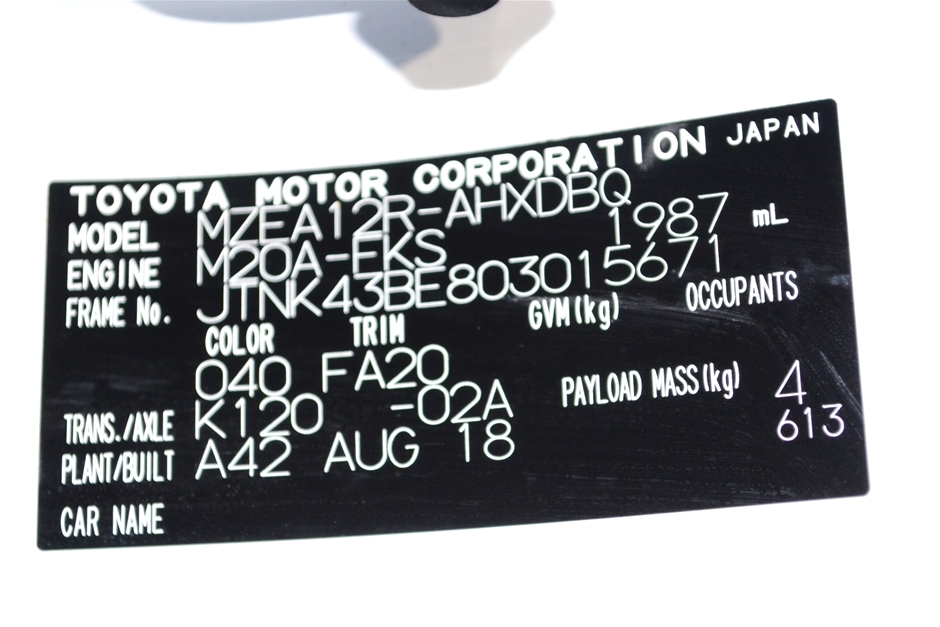 TOYOTA MOTOR CORPORATION JAPAN
MODEL MZEA12R-AHXDBQ
ENGINE M20A-FKS 1987 mL
FRAME No. JTNK43BE803015671
COLOR TRIM GVM(kg) OCCUPANTS
040 FA20
PAYLOAD MASS(kg) 4
TRANS./AXLE K120 -02A 613
PLANT/BUILT A42 AUG 18
CAR NAME